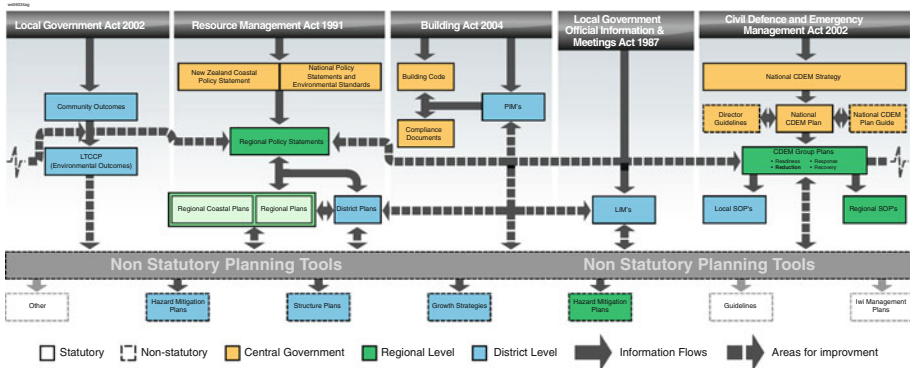 Local Government Act 2002
Resource Management Act 1991
Building Act 2004
Local Government
Official Information &
Meetings Act 1987
Civil Defence and Emergency
Management Act 2002
New Zealand Coastal
Policy Statement
National Policy
Statements and
Environmental Standards
Building Code
National CDEM Strategy
Community Outcomes
PIM's
Director
Guidelines
National
CDEM Plan
National CDEM
Plan Guide
Compliance
Documents
Regional Policy Statements
LTCCP
(Environmental Outcomes)
CDEM Group Plans
• Readiness • Response
• Reduction • Recovery
Regional Coastal Plans
Regional Plans
District Plans
LIM's
Local SOP's
Regional SOP's
Non Statutory Planning Tools
Non Statutory Planning Tools
Other
Hazard Mitigation
Plans
Structure Plans
Growth Strategies
Hazard Mitigation
Plans
Guidelines
Iwi Management
Plans
Statutory
Non-statutory
Central Government
Regional Level
District Level
Information Flows
Areas for improvment